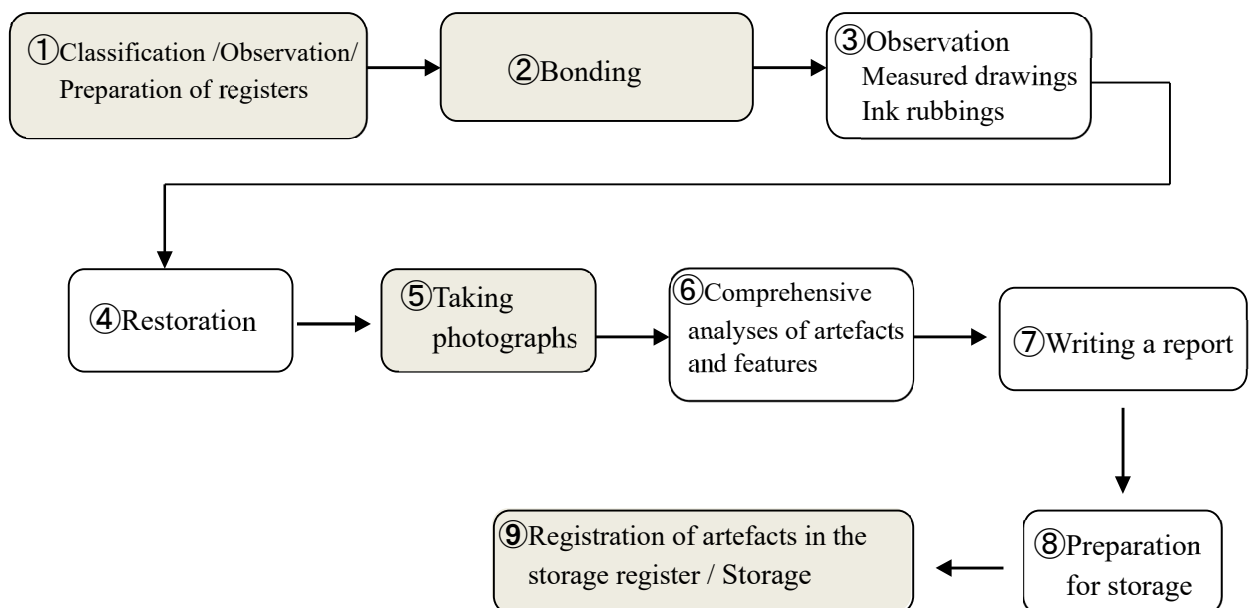 ①Classification /Observation/
Preparation of registers
②Bonding
③Observation
Measured drawings
Ink rubbings
④Restoration
⑤Taking
photographs
⑥Comprehensive
analyses of artefacts
and features
⑦Writing a report
⑧Preparation
for storage
⑨Registration of artefacts in the
storage register / Storage